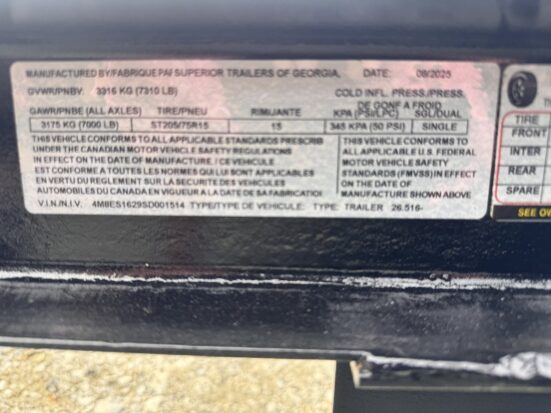 MANUFACTURED BY/FABRIQUE PAR SUPERIOR TRAILERS OF GEORGIA, DATE: 08/2025
GVWR/PNBV: 3316 KG (7310 LB) COLD INFL. PRESS./PRESS.
DE GONF A FROID
GAWR/PNBE (ALL AXLES) TIRE/PNEU RIM/JANTE KPA (PSI/LPC) SGL/DUAL
3175 KG (7000 LB) ST205/75R15 15 345 KPA (50 PSI) SINGLE
THIS VEHICLE CONFORMS TO ALL APPLICABLE STANDARDS PRESCRIB
UNDER THE CANADIAN MOTOR VEHICLE SAFETY REGULATIONS
IN EFFECT ON THE DATE OF MANUFACTURE / CE VEHICULE
EST CONFORME A TOUTES LES NORMES QUI LUI SONT APPLICABLES
EN VERTU DU REGLEMENT SUR LA SECURITE DES VEHICULES
AUTOMOBILES DU CANADA EN VIGUEUR A LA DATE DE SA FABRICATION
THIS VEHICLE CONFORMS TO
ALL APPLICABLE U.S. FEDERAL
MOTOR VEHICLE SAFETY
STANDARDS (FMVSS) IN EFFECT
ON THE DATE OF
MANUFACTURE SHOWN ABOVE
V.I.N./N.I.V. 4M8ES1629SD001514 TYPE/TYPE DE VEHICULE: TYPE: TRAILER 26.516-
TIRE
FRONT
INTER
REAR
SPARE
SEE OW